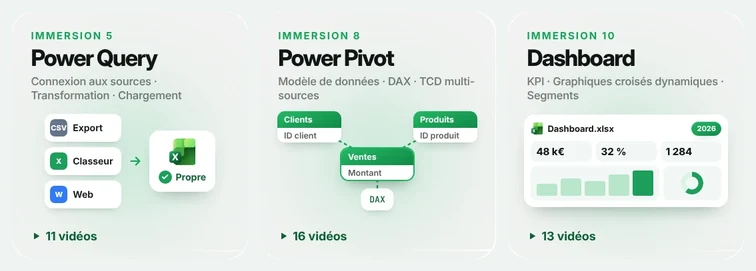 IMMERSION 5
Power Query
Connexion aux sources ·
Transformation · Chargement
CSV Export
X Classeur
W Web
X
Propre
11 vidéos
IMMERSION 8
Power Pivot
Modèle de données · DAX · TCD multi-
sources
Clients
ID client
Produits
ID produit
Ventes
Montant
DAX
16 vidéos
IMMERSION 10
Dashboard
KPI · Graphiques croisés dynamiques ·
Segments
Dashboard.xlsx
2026
48 k€
32 %
1 284
13 vidéos